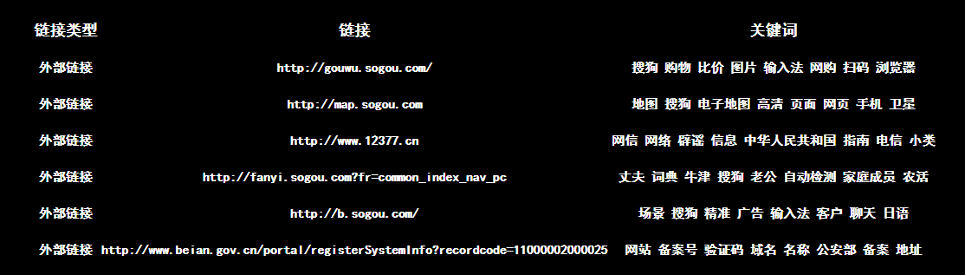 链接类型 链接 关键词
外部链接 http://gouwu.sogou.com/ 搜狗 购物 比价 图片 输入法 网购 扫码 浏览器
外部链接 http://map.sogou.com 地图 搜狗 电子地图 高清 页面 网页 手机 卫星
外部链接 http://www.12377.cn 网信 网络 辟谣 信息 中华人民共和国 指南 电信 小类
外部链接 http://fanyi.sogou.com?fr=common_index_nav_pc 丈夫 词典 牛津 搜狗 老公 自动检测 家庭成员 农活
外部链接 http://b.sogou.com/ 场景 搜狗 精准 广告 输入法 客户 聊天 日语
外部链接 http://www.beian.gov.cn/portal/registerSystemInfo?recordcode=11000002000025 网站 备案号 验证码 域名 名称 公安部 备案 地址